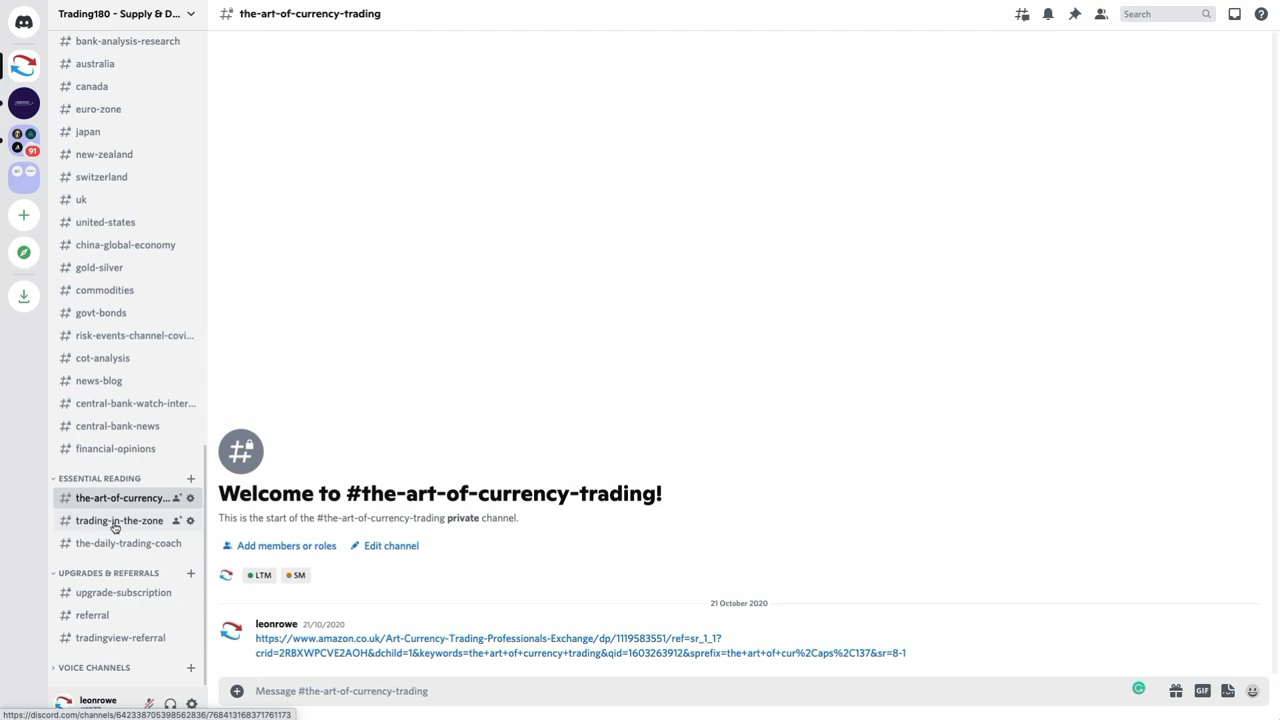 Trading180 - Supply & D...
the-art-of-currency-trading
Search
bank-analysis-research
australia
canada
euro-zone
japan
new-zealand
switzerland
uk
united-states
china-global-economy
gold-silver
commodities
govt-bonds
risk-events-channel-covi...
cot-analysis
news-blog
central-bank-watch-inter...
central-bank-news
financial-opinions
ESSENTIAL READING
the-art-of-currency...
trading-in-the-zone
the-daily-trading-coach
UPGRADES & REFERRALS
upgrade-subscription
referral
tradingview-referral
VOICE CHANNELS
leonrowe
91
Welcome to #the-art-of-currency-trading!
This is the start of the #the-art-of-currency-trading private channel.
Add members or roles
Edit channel
LTM
SM
21 October 2020
leonrowe 21/10/2020
https://www.amazon.co.uk/Art-Currency-Trading-Professionals-Exchange/dp/1119583551/ref=sr_1_1?
crid=2RBXWPCVE2AOH&dchild=1&keywords=the+art+of+currency+trading&qid=1603263912&sprefix=the+art+of+cur%2Caps%2C137&sr=8-1
Message #the-art-of-currency-trading
GIF
https://discord.com/channels/642338705398562836/768413168371761173